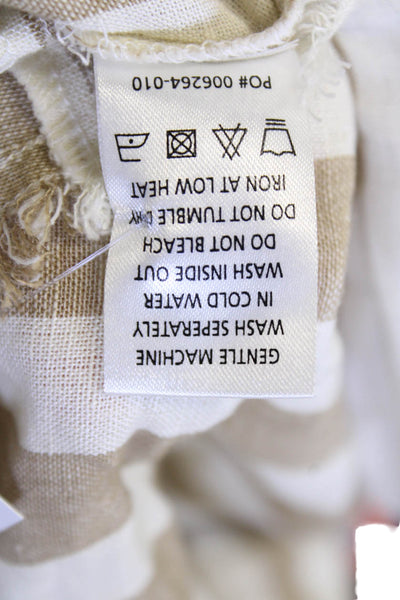 GENTLE MACHINE
WASH SEPERATELY
IN COLD WATER
WASH INSIDE OUT
DO NOT BLEACH
DO NOT TUMBLE DRY
IRON AT LOW HEAT
PO# 006264-010